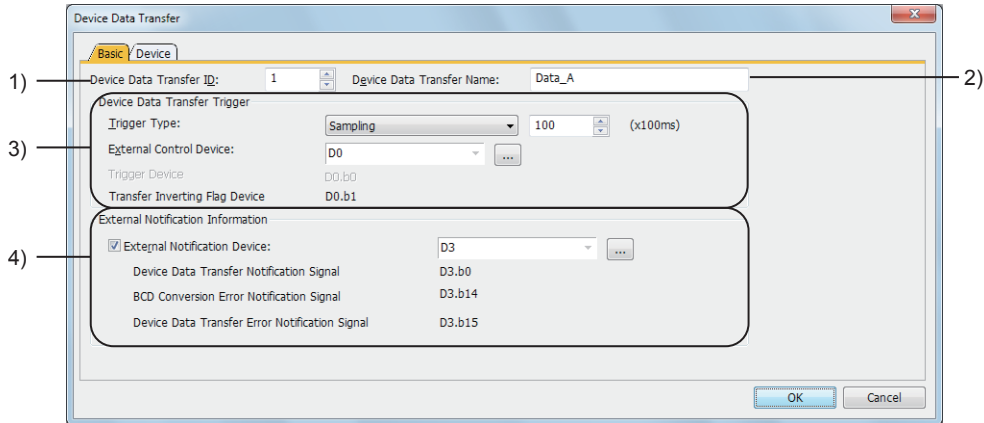 Device Data Transfer
Basic Device
1) Device Data Transfer ID: 1 Device Data Transfer Name: Data_A 2)
Device Data Transfer Trigger
Trigger Type: Sampling 100 (x100ms)
3) External Control Device: D0 ...
Trigger Device D0.b0
Transfer Inverting Flag Device D0.b1
External Notification Information
4) External Notification Device: D3 ...
Device Data Transfer Notification Signal D3.b0
BCD Conversion Error Notification Signal D3.b14
Device Data Transfer Error Notification Signal D3.b15
OK Cancel